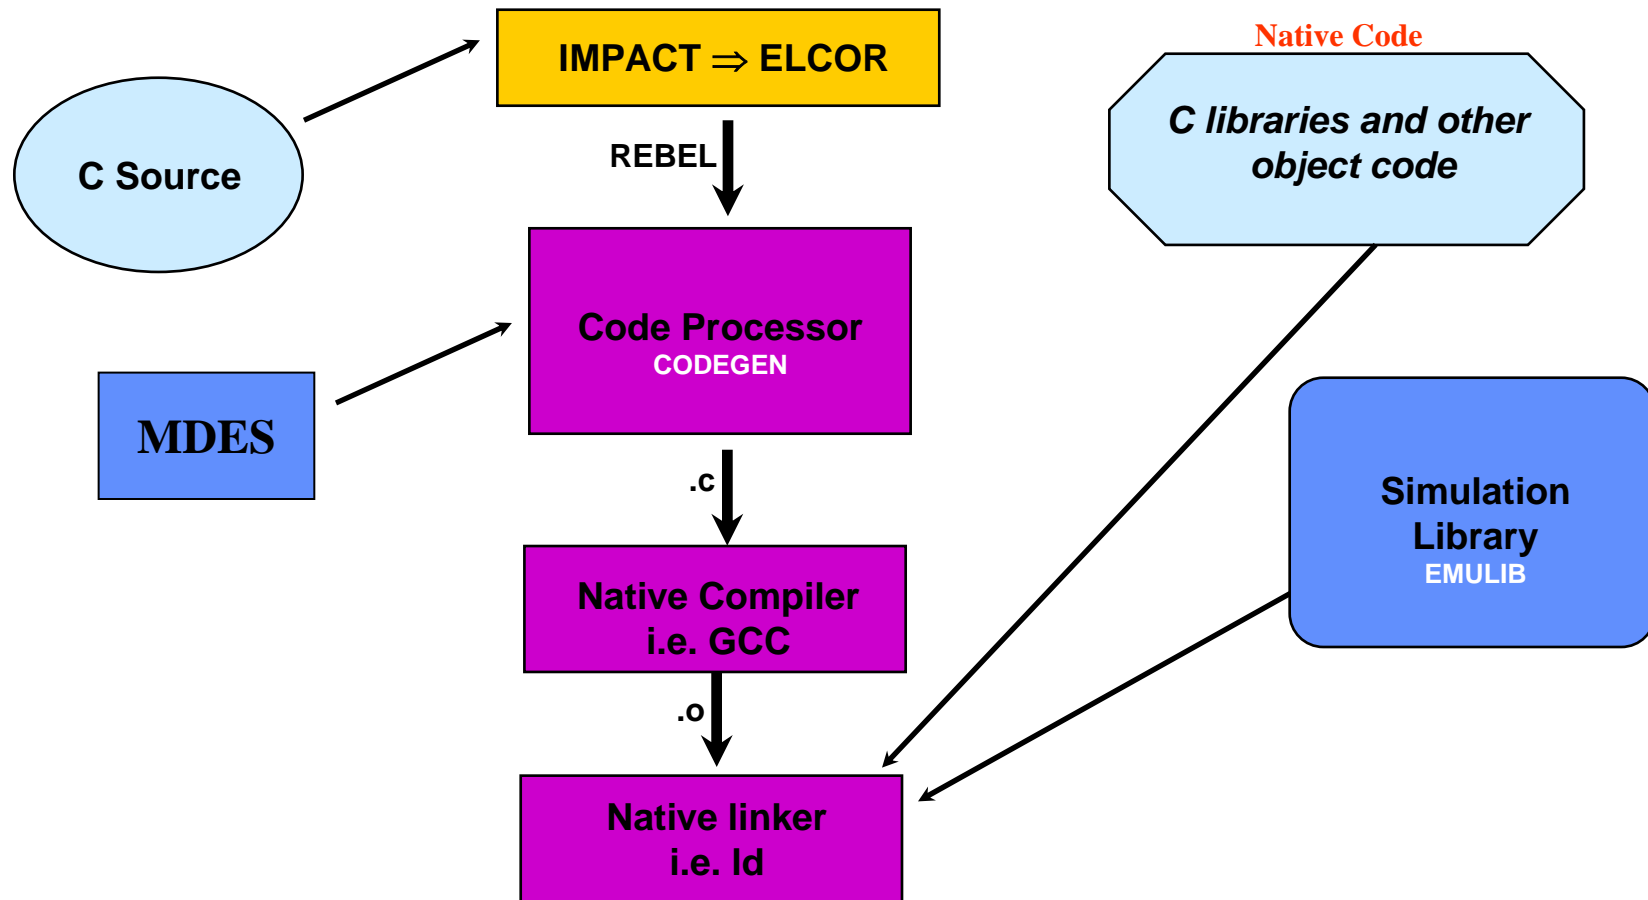 IMPACT ⇒ ELCOR
Native Code
C libraries and other
object code
C Source
REBEL
Code Processor
CODEGEN
MDES
.c
Simulation
Library
EMULIB
Native Compiler
i.e. GCC
.o
Native linker
i.e. ld